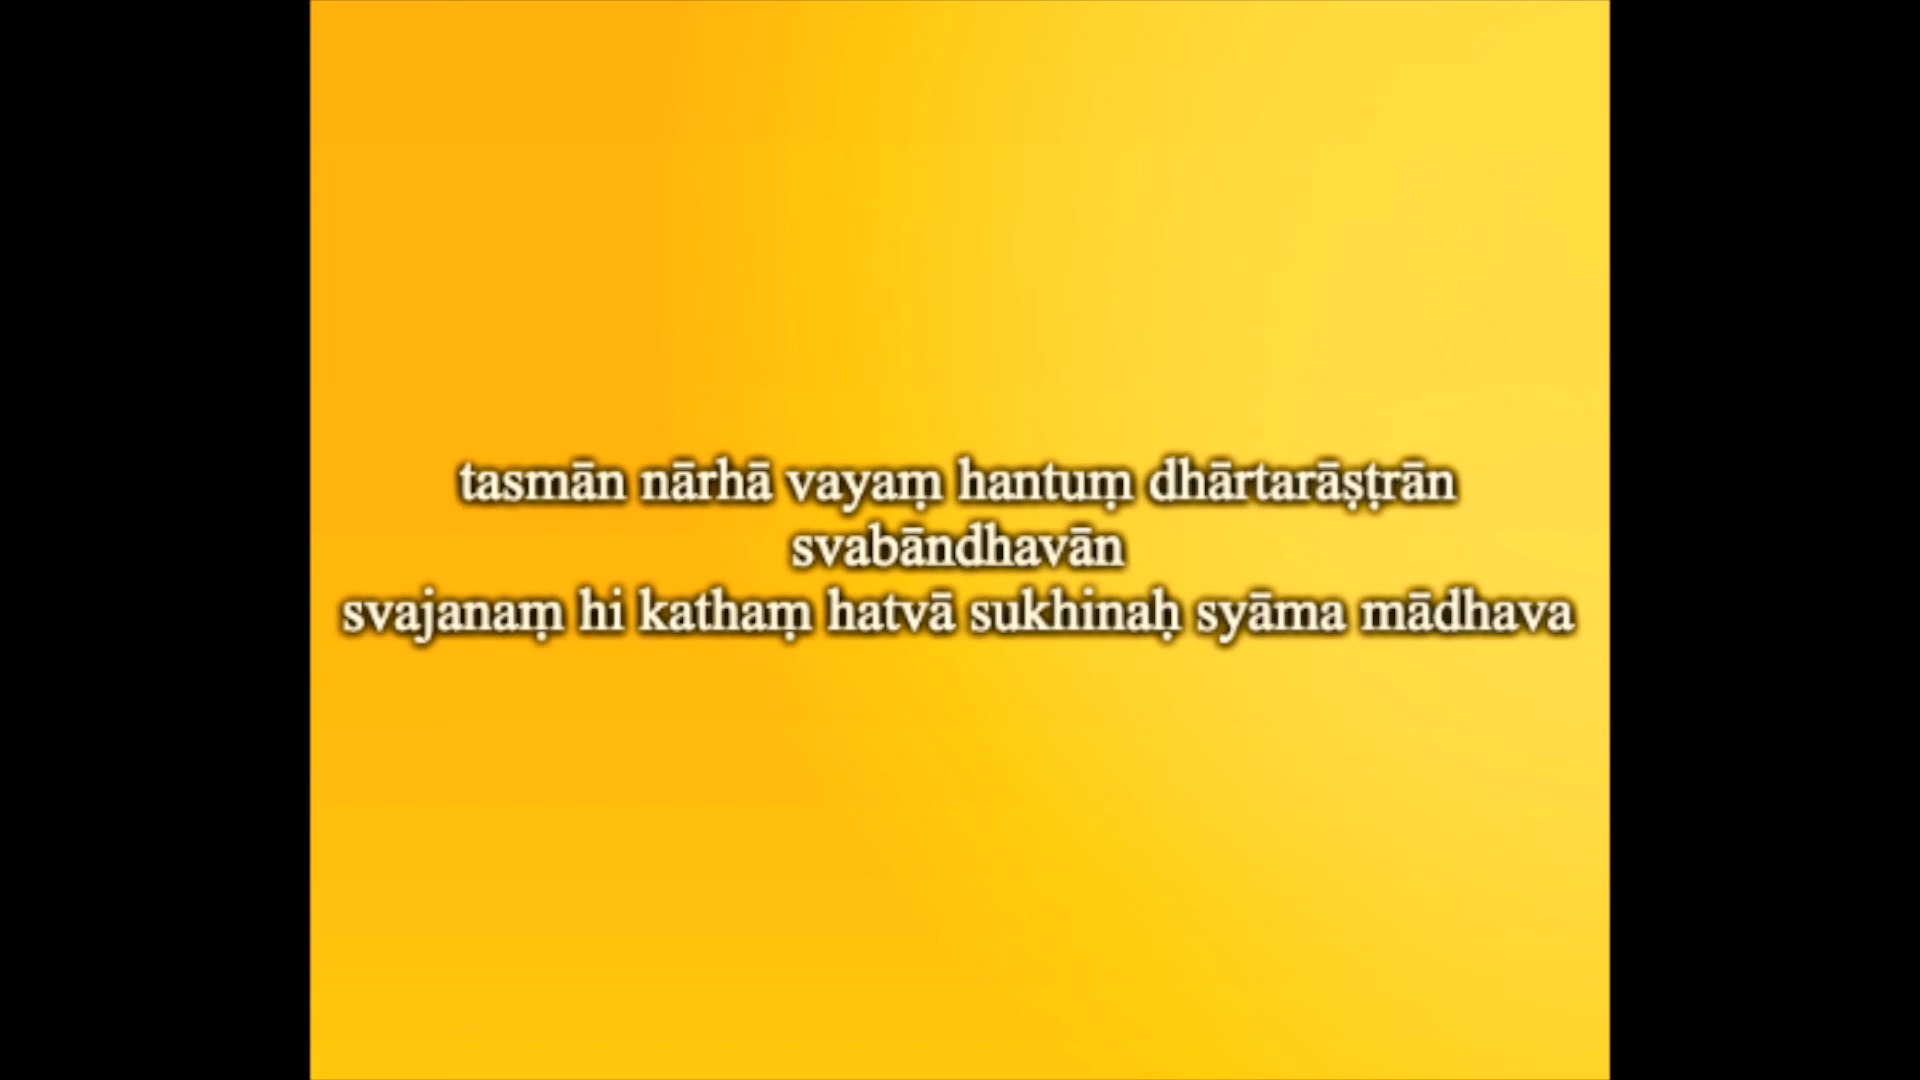 tasmān nārhā vayaṃ hantuṃ dhārtarāṣṭrān
svabāndhavān
svajanaṃ hi kathaṃ hatvā sukhinaḥ syāma mādhava